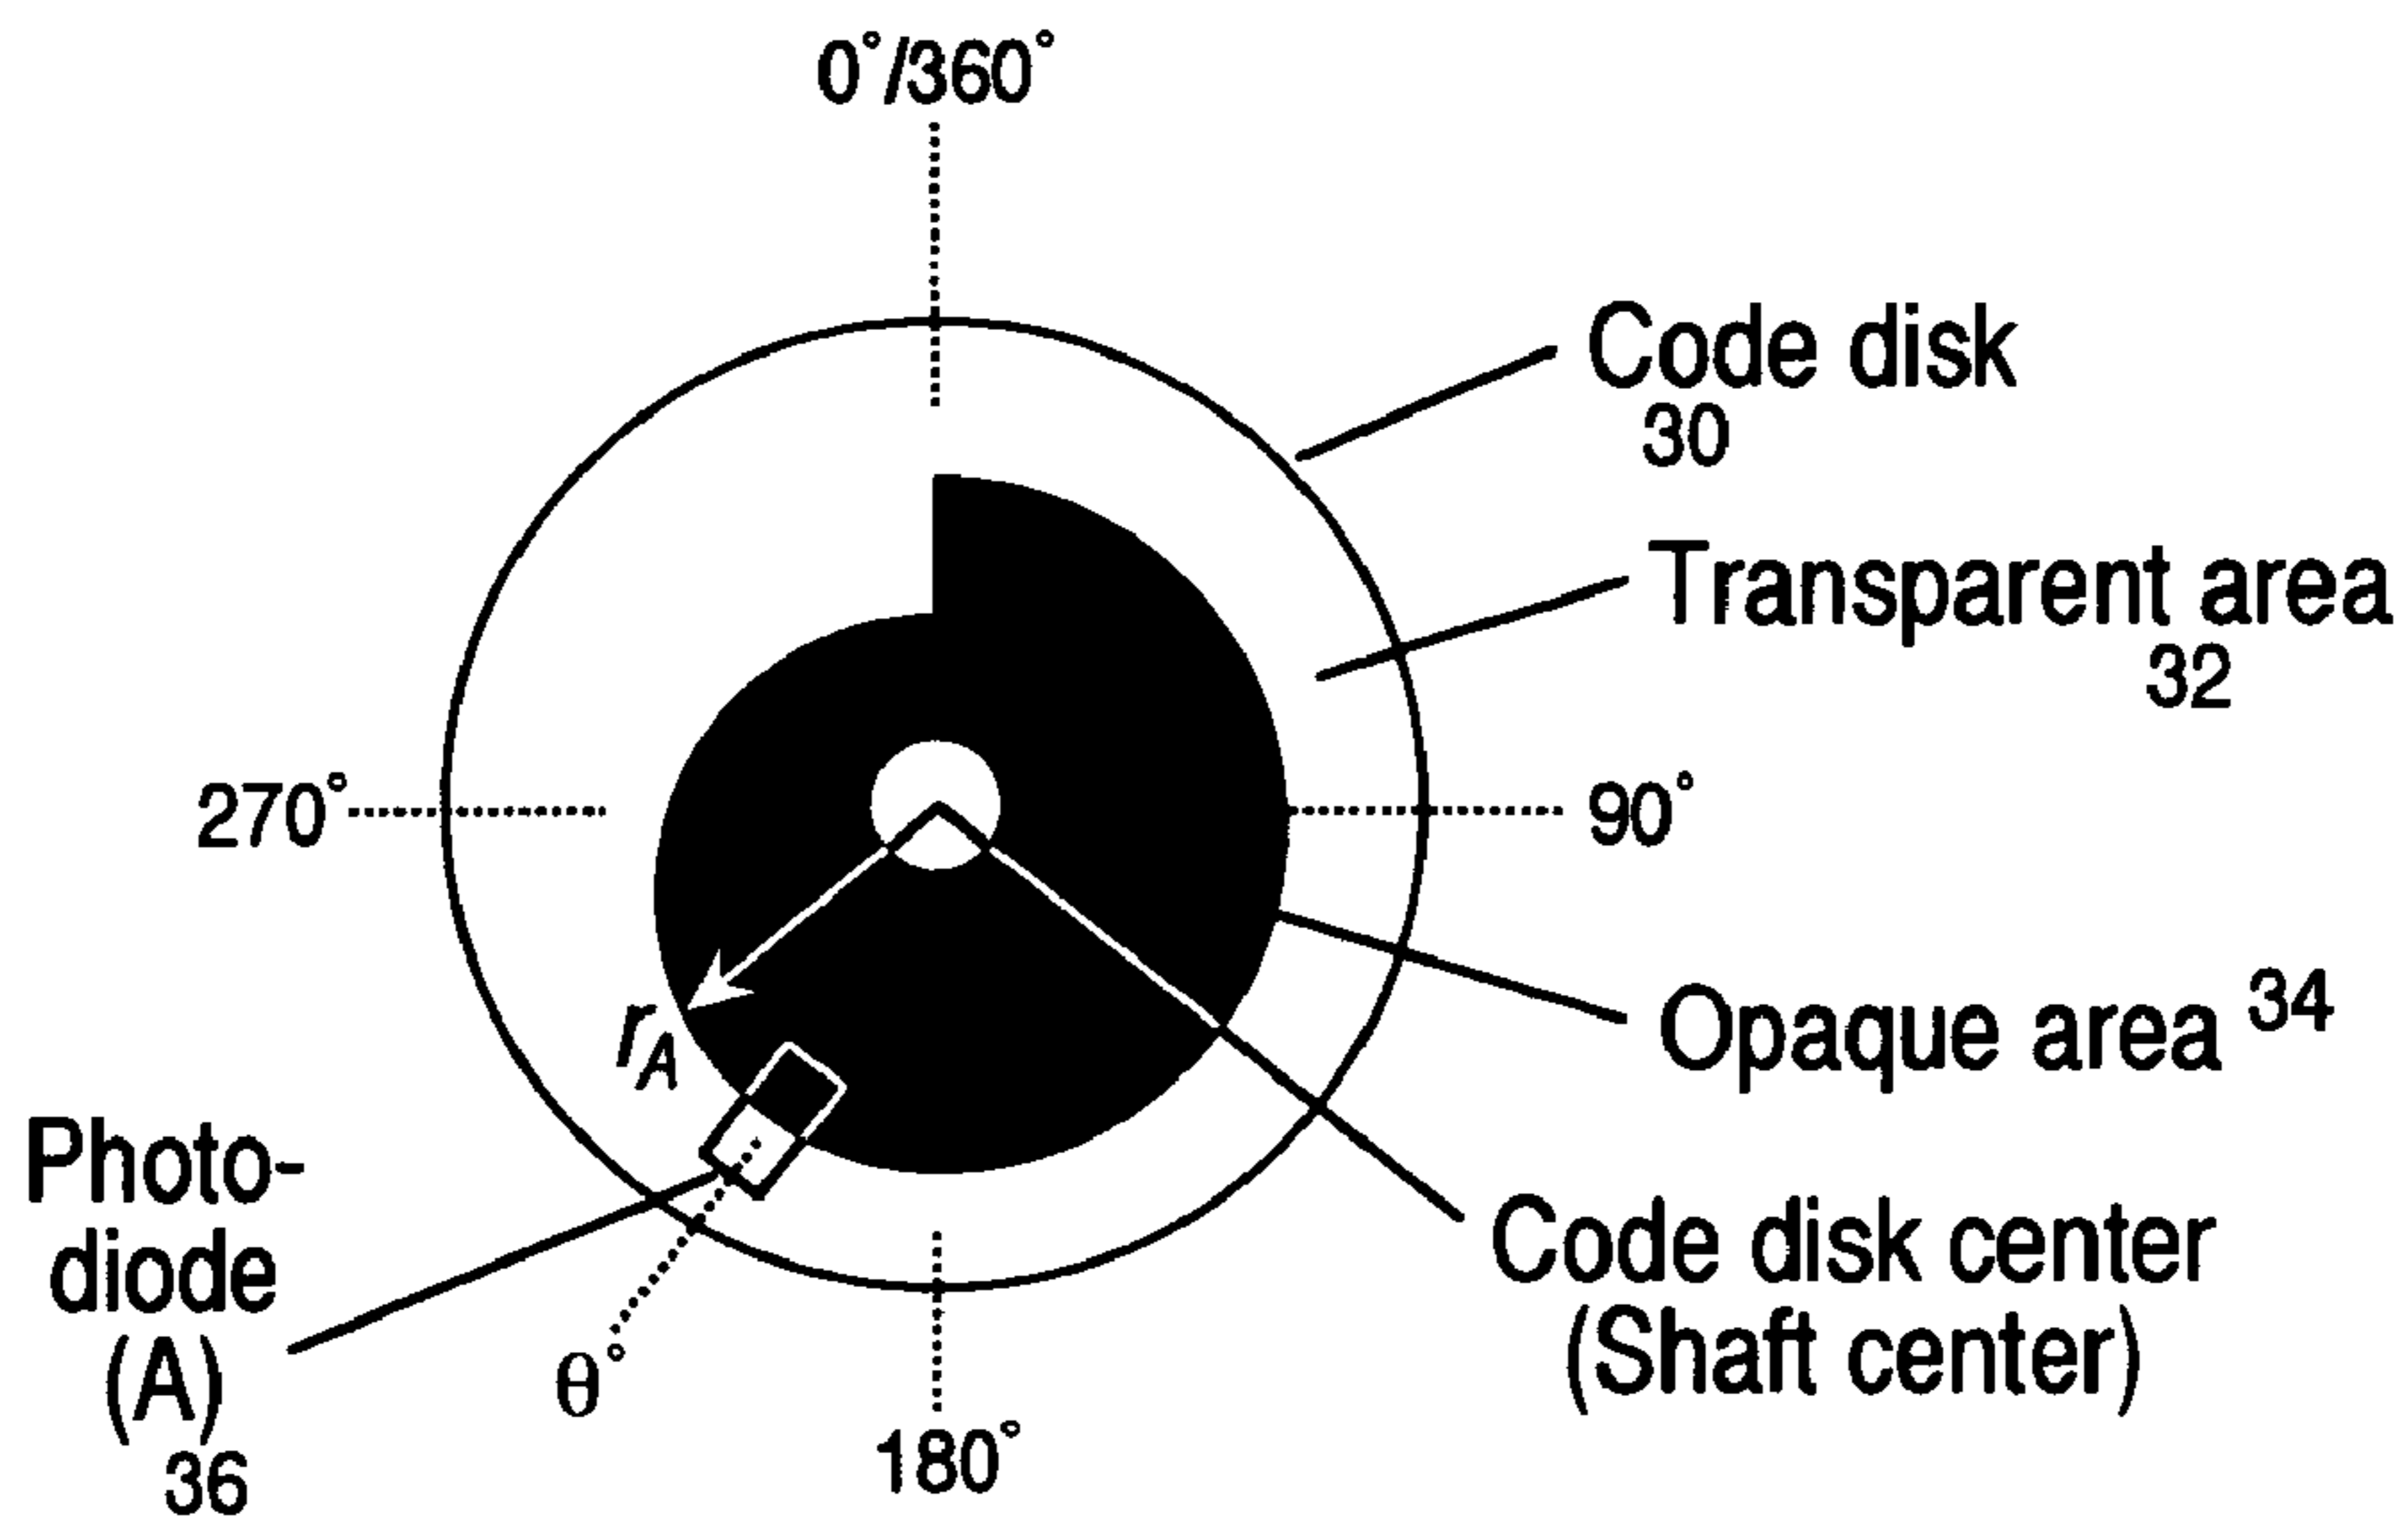 0°/360°
Code disk
30
Transparent area
32
270°
90°
rA
Opaque area 34
Photo-
diode
(A)
36
θ°
Code disk center
(Shaft center)
180°